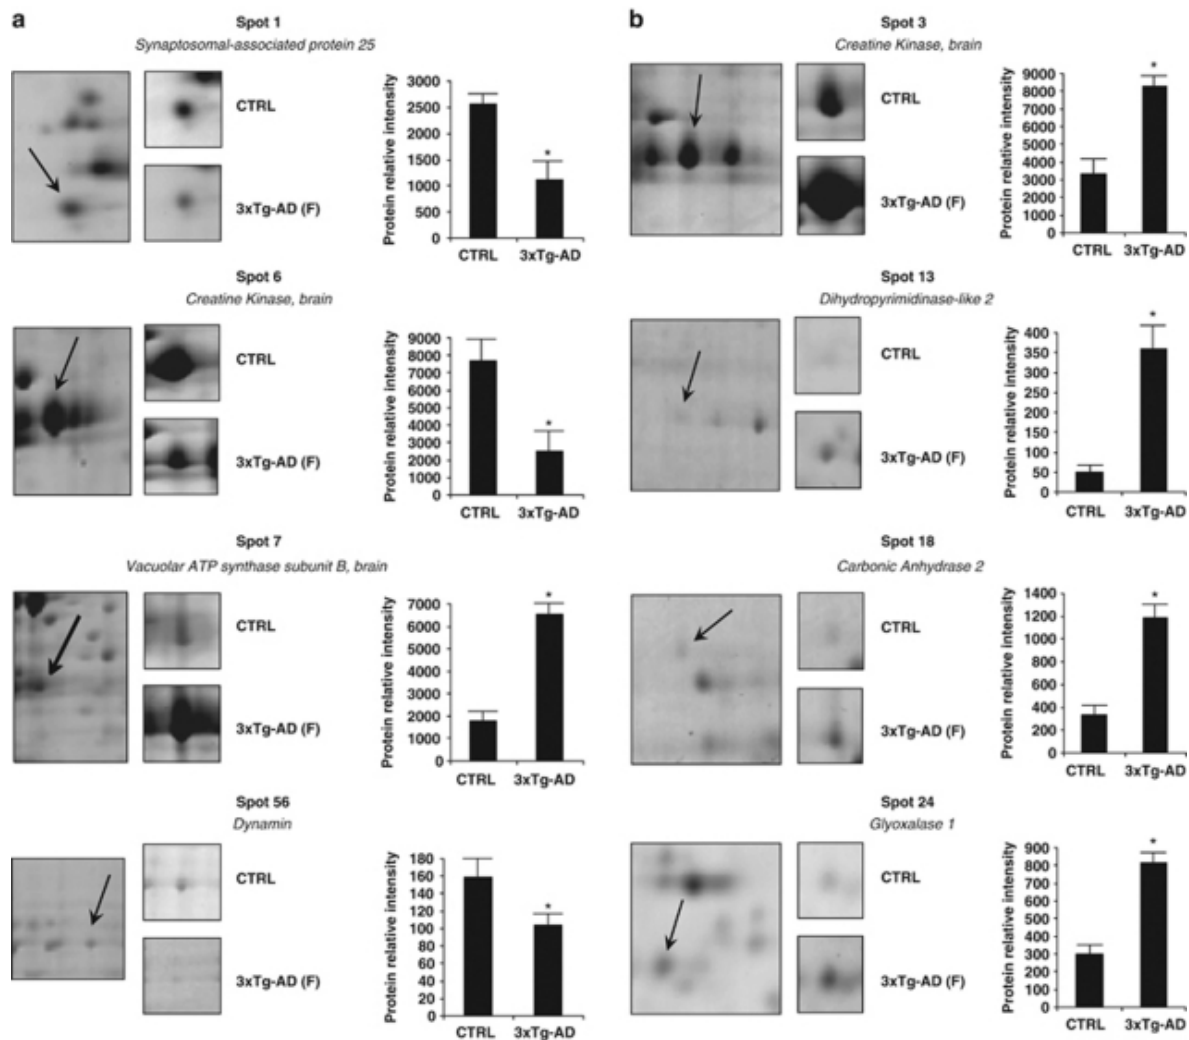 a
Spot 1
Synaptosomal-associated protein 25
CTRL
3xTg-AD (F)
Protein relative intensity
3000
2500
2000
1500
1000
500
0
*
CTRL 3xTg-AD
Spot 6
Creatine Kinase, brain
CTRL
3xTg-AD (F)
Protein relative intensity
9000
8000
7000
6000
5000
4000
3000
2000
1000
0
*
CTRL 3xTg-AD
Spot 7
Vacuolar ATP synthase subunit B, brain
CTRL
3xTg-AD (F)
Protein relative intensity
7000
6000
5000
4000
3000
2000
1000
0
*
CTRL 3xTg-AD
Spot 56
Dynamin
CTRL
3xTg-AD (F)
Protein relative intensity
180
160
140
120
100
80
60
40
20
0
*
CTRL 3xTg-AD
b
Spot 3
Creatine Kinase, brain
CTRL
3xTg-AD (F)
Protein relative intensity
9000
8000
7000
6000
5000
4000
3000
2000
1000
0
*
CTRL 3xTg-AD
Spot 13
Dihydropyrimidinase-like 2
CTRL
3xTg-AD (F)
Protein relative intensity
400
350
300
250
200
150
100
50
0
*
CTRL 3xTg-AD
Spot 18
Carbonic Anhydrase 2
CTRL
3xTg-AD (F)
Protein relative intensity
1400
1200
1000
800
600
400
200
0
*
CTRL 3xTg-AD
Spot 24
Glyoxalase 1
CTRL
3xTg-AD (F)
Protein relative intensity
900
800
700
600
500
400
300
200
100
0
*
CTRL 3xTg-AD